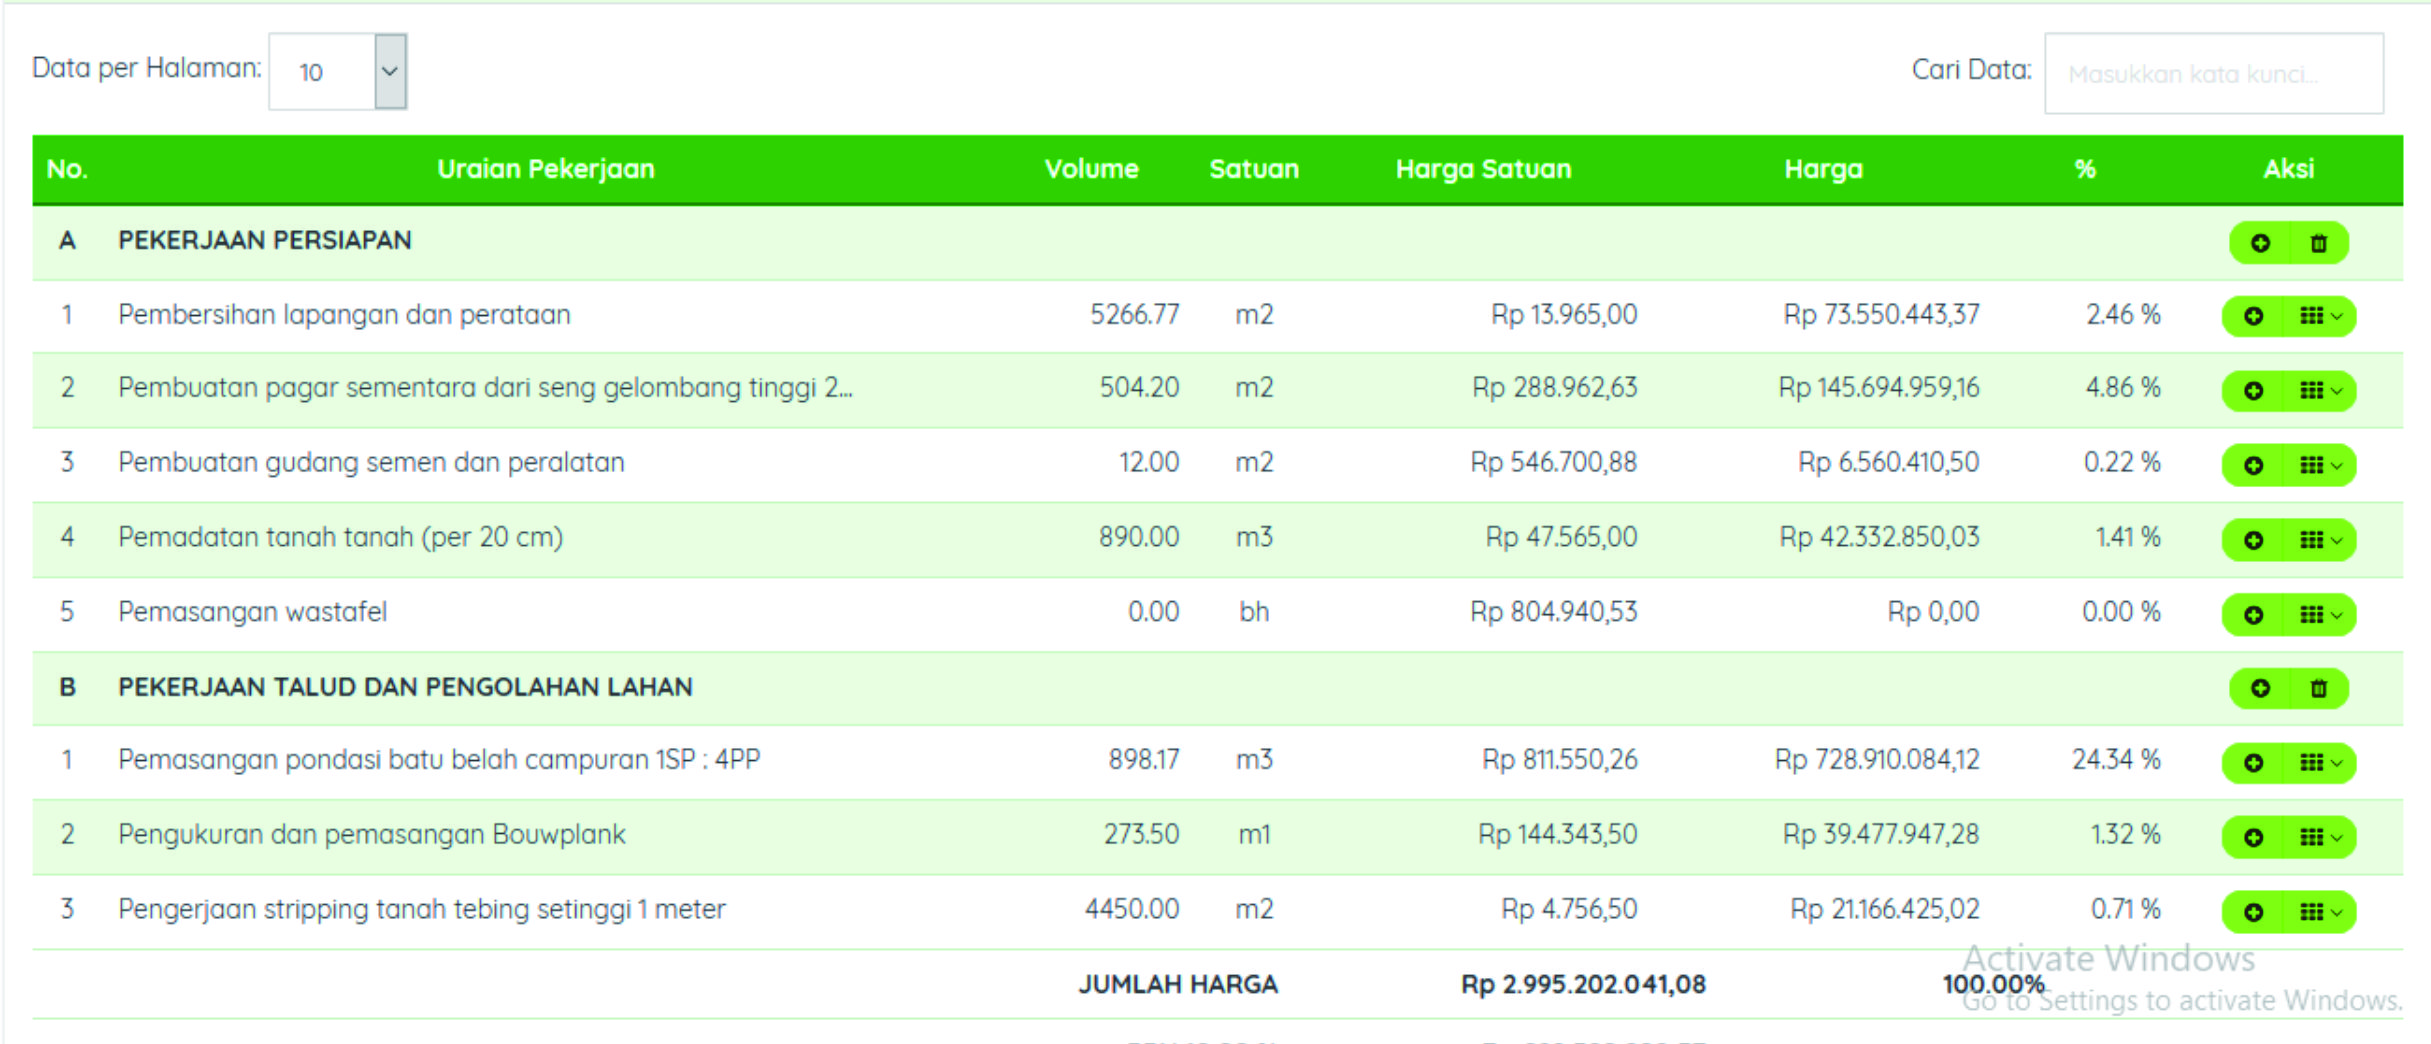 Data per Halaman: 10 Cari Data: Masukkan kata kunci...
No. Uraian Pekerjaan Volume Satuan Harga Satuan Harga % Aksi
A PEKERJAAN PERSIAPAN
1 Pembersihan lapangan dan perataan 5266.77 m2 Rp 13.965,00 Rp 73.550.443,37 2.46 %
2 Pembuatan pagar sementara dari seng gelombang tinggi 2... 504.20 m2 Rp 288.962,63 Rp 145.694.959,16 4.86 %
3 Pembuatan gudang semen dan peralatan 12.00 m2 Rp 546.700,88 Rp 6.560.410,50 0.22 %
4 Pemadatan tanah tanah (per 20 cm) 890.00 m3 Rp 47.565,00 Rp 42.332.850,03 1.41 %
5 Pemasangan wastafel 0.00 bh Rp 804.940,53 Rp 0,00 0.00 %
B PEKERJAAN TALUD DAN PENGOLAHAN LAHAN
1 Pemasangan pondasi batu belah campuran 1SP : 4PP 898.17 m3 Rp 811.550,26 Rp 728.910.084,12 24.34 %
2 Pengukuran dan pemasangan Bouwplank 273.50 m1 Rp 144.343,50 Rp 39.477.947,28 1.32 %
3 Pengerjaan stripping tanah tebing setinggi 1 meter 4450.00 m2 Rp 4.756,50 Rp 21.166.425,02 0.71 %
JUMLAH HARGA Rp 2.995.202.041,08 100.00%
Activate Windows
Go to Settings to activate Windows.